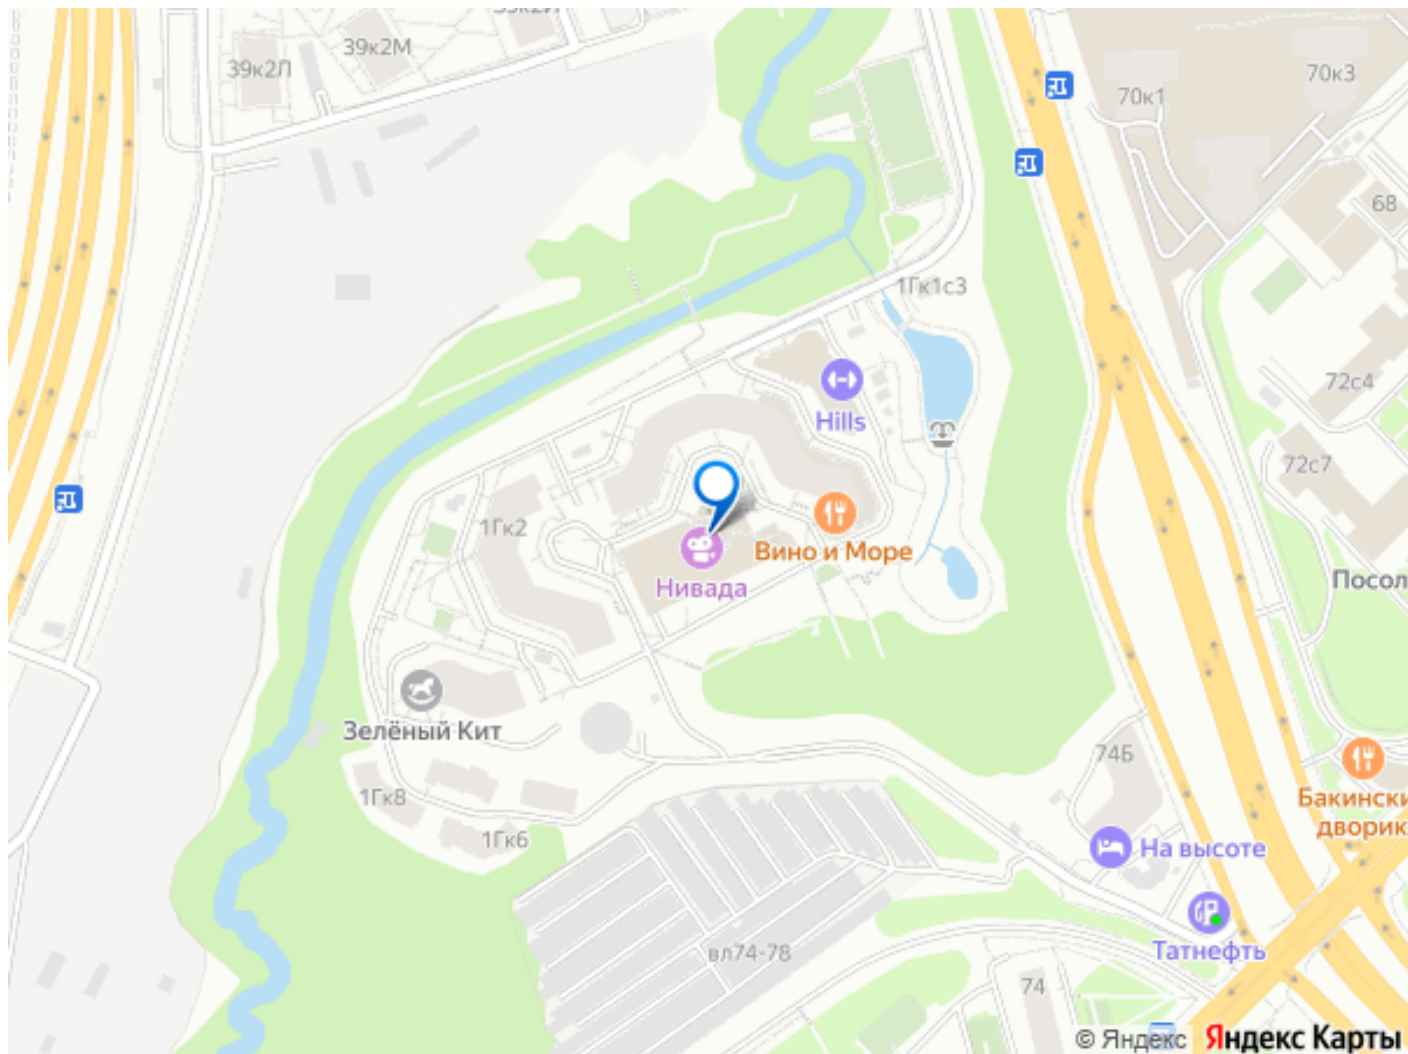 39к2М
39к2Л
70к3
70к1
68
1Гк1с3
72с4
Hills
72с7
1Гк2
Вино и Море
Посол
Нивада
Зелёный Кит
74Б
1Гк8
Бакински
дворик
1Гк6
На высоте
Татнефть
вл74-78
74
© Яндекс Яндекс Карты